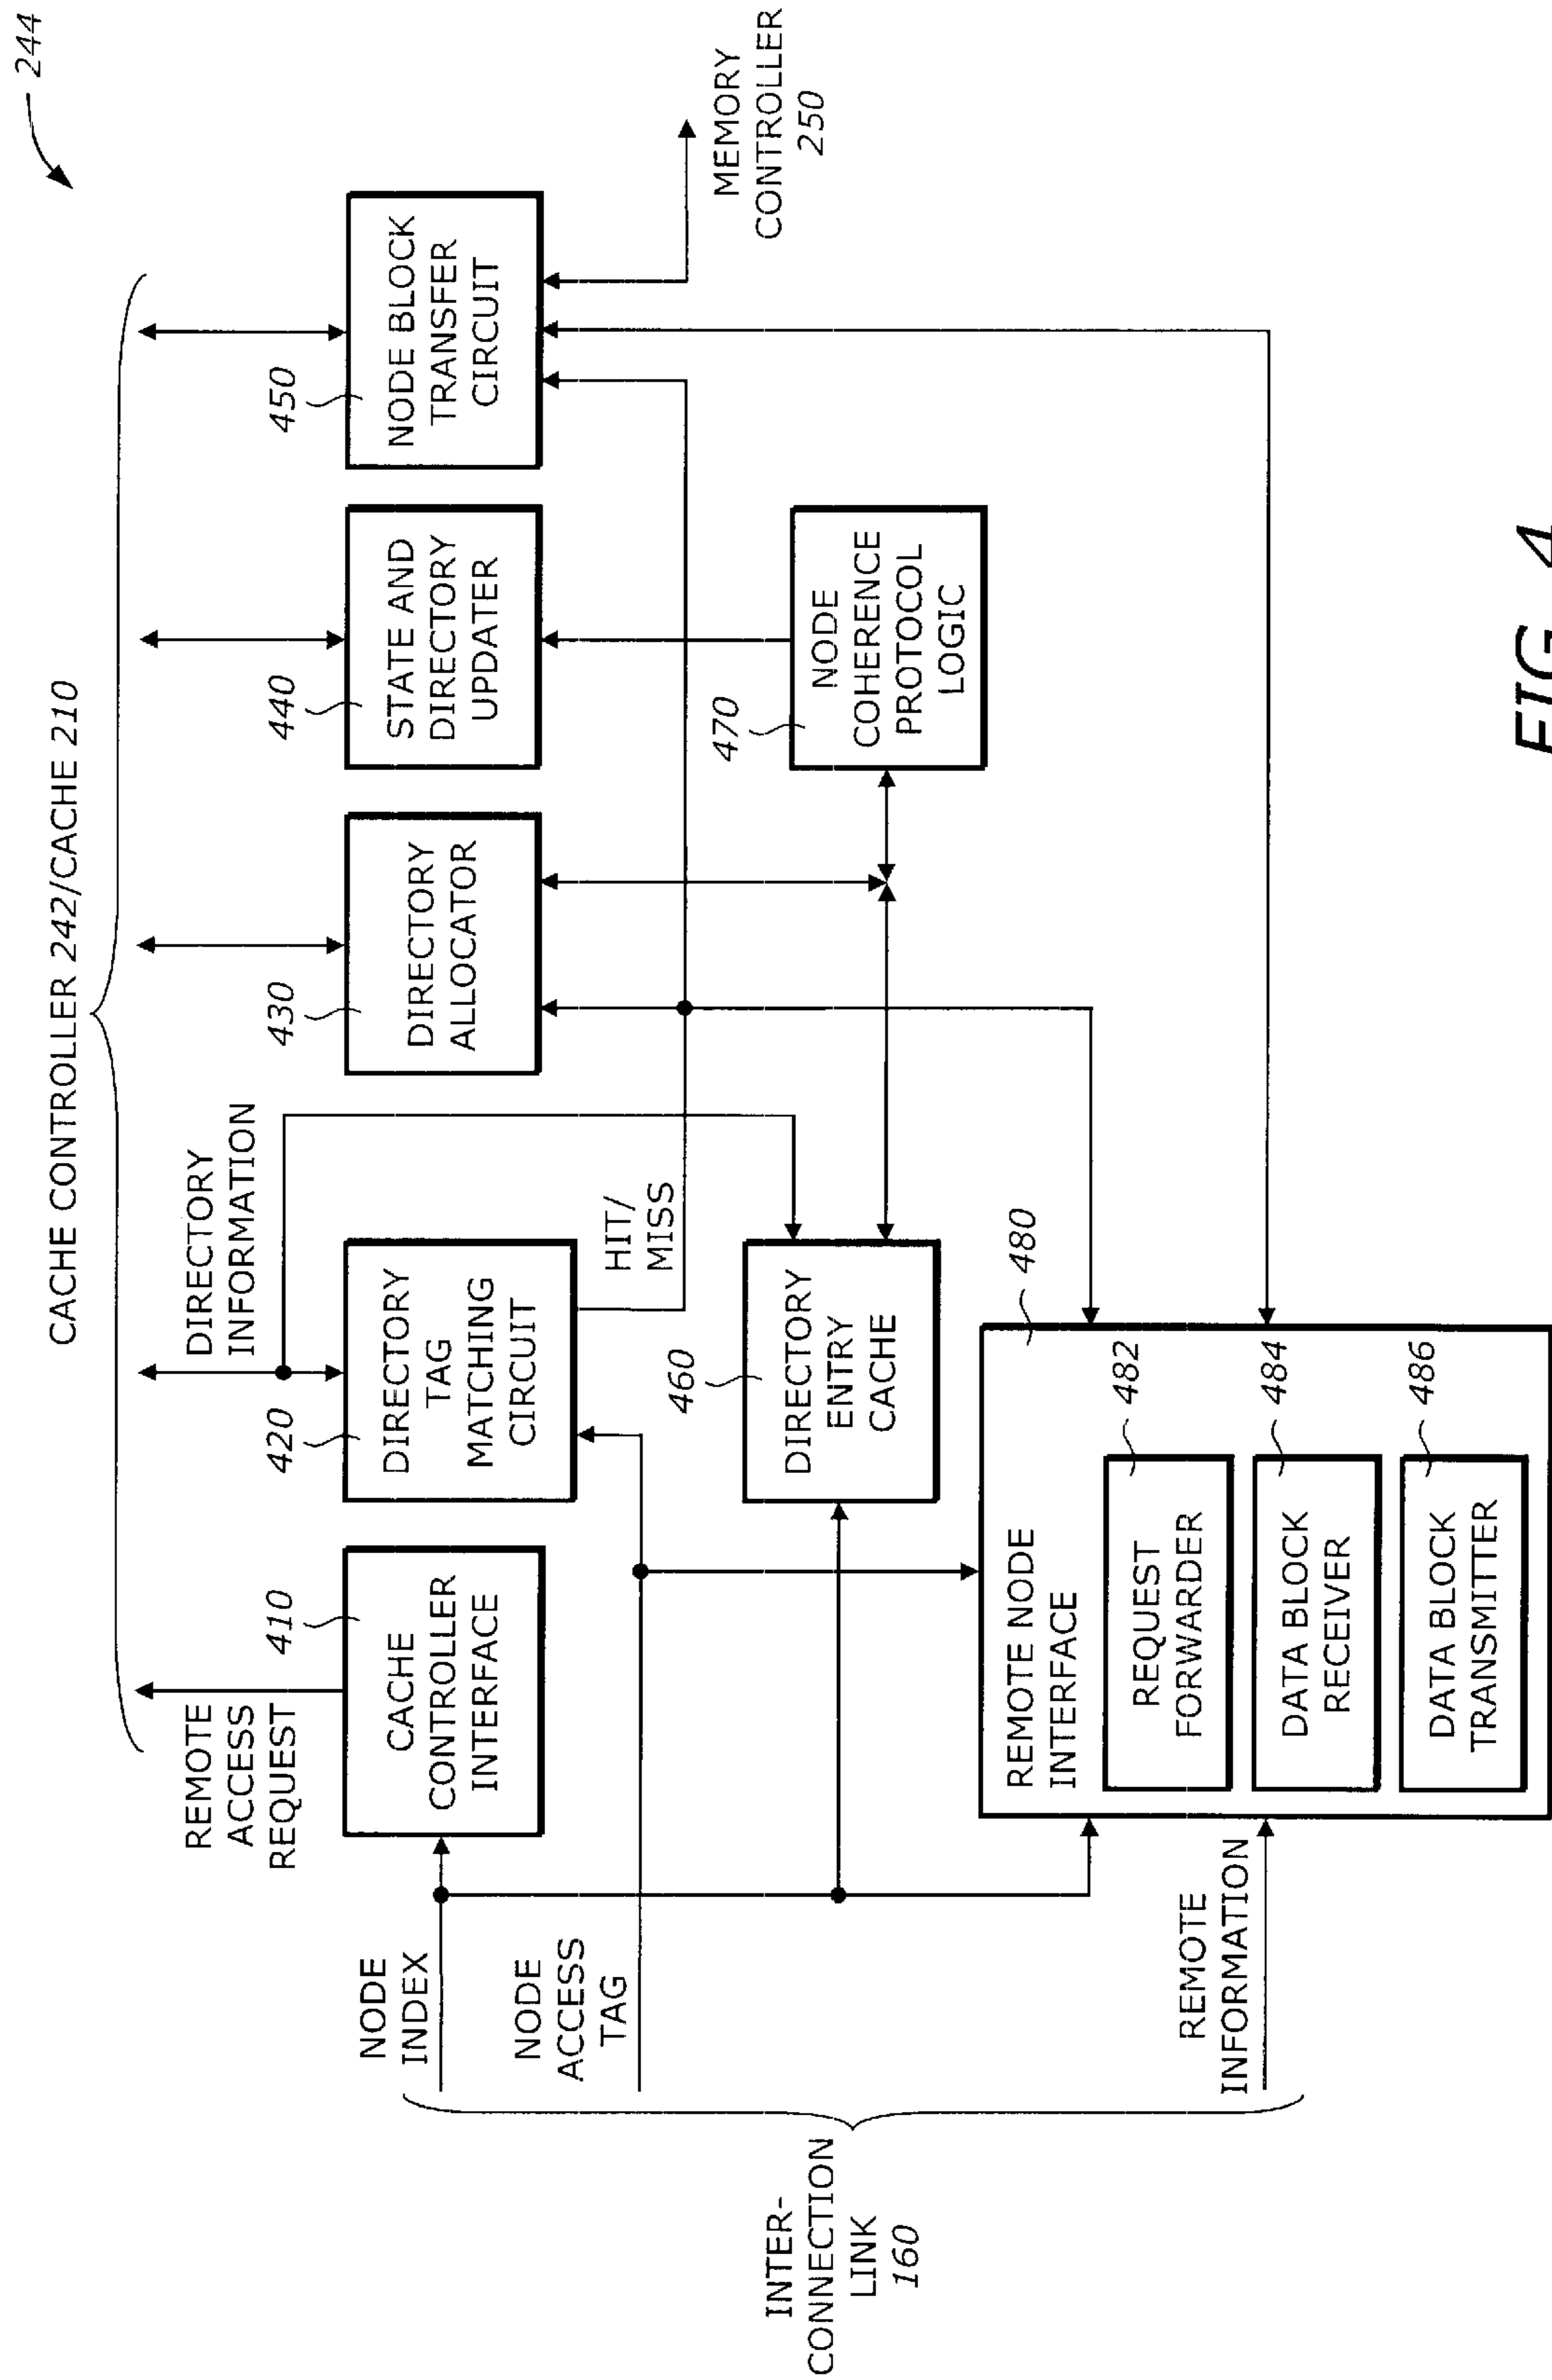 244
CACHE CONTROLLER 242/CACHE 210
REMOTE
ACCESS
REQUEST
DIRECTORY
INFORMATION
410
CACHE
CONTROLLER
INTERFACE
420
DIRECTORY
TAG
MATCHING
CIRCUIT
430
DIRECTORY
ALLOCATOR
440
STATE AND
DIRECTORY
UPDATER
450
NODE BLOCK
TRANSFER
CIRCUIT
NODE
INDEX
NODE
ACCESS
TAG
HIT/
MISS
MEMORY
CONTROLLER
250
460
DIRECTORY
ENTRY
CACHE
470
NODE
COHERENCE
PROTOCOL
LOGIC
INTER-
CONNECTION
LINK
160
480
REMOTE NODE
INTERFACE
482
REQUEST
FORWARDER
484
DATA BLOCK
RECEIVER
486
DATA BLOCK
TRANSMITTER
REMOTE
INFORMATION
FIG. 4